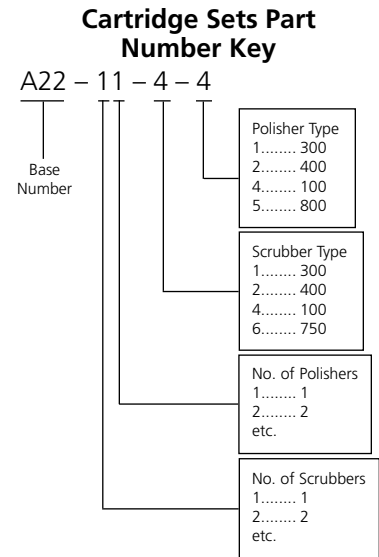 Cartridge Sets Part
Number Key
A22 – 11 – 4 – 4
Base
Number
Polisher Type
1........ 300
2........ 400
4........ 100
5........ 800
Scrubber Type
1........ 300
2........ 400
4........ 100
6........ 750
No. of Polishers
1........ 1
2........ 2
etc.
No. of Scrubbers
1........ 1
2........ 2
etc.